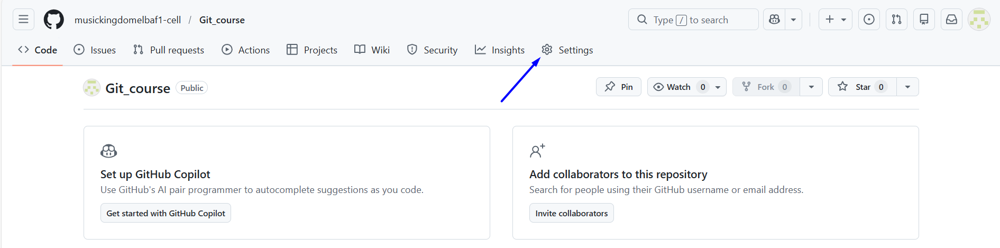 musickingdomelbaf1-cell / Git_course Type / to search
Code Issues Pull requests Actions Projects Wiki Security Insights Settings
Git_course Public Pin Watch 0 Fork 0 Star 0
Set up GitHub Copilot
Use GitHub's AI pair programmer to autocomplete suggestions as you code.
Get started with GitHub Copilot
Add collaborators to this repository
Search for people using their GitHub username or email address.
Invite collaborators